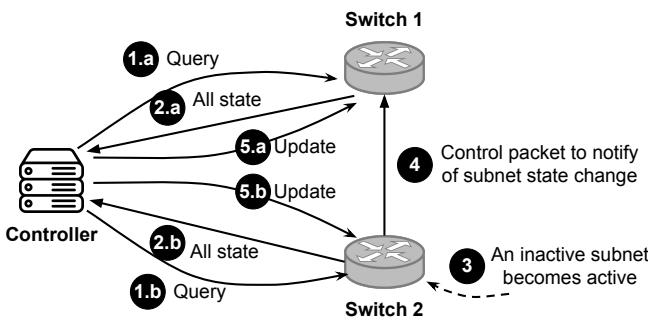 Switch 1
1.a Query
2.a All state
5.a Update
4 Control packet to notify
of subnet state change
5.b Update
Controller
2.b All state
3 An inactive subnet
becomes active
1.b Query
Switch 2